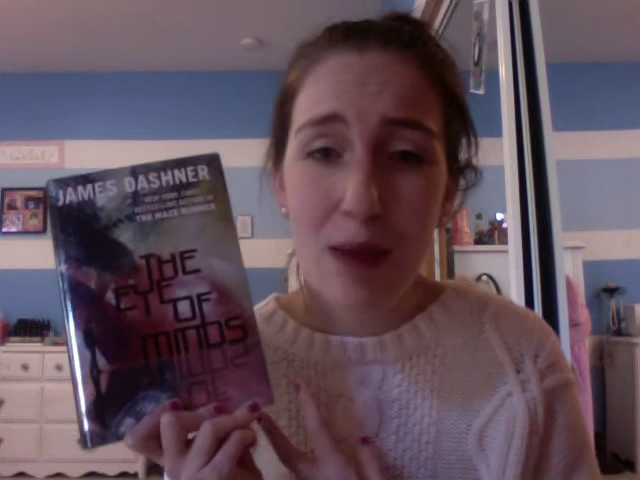 JAMES DASHNER
NEW YORK TIMES
BESTSELLING AUTHOR OF
THE MAZE RUNNER
THE
EYE OF
MINDS